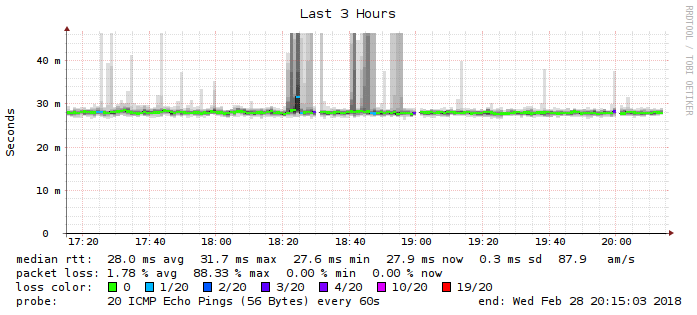 Last 3 Hours
RRDTOOL / TOBI OETIKER
Seconds
40 m
30 m
20 m
10 m
0
17:20 17:40 18:00 18:20 18:40 19:00 19:20 19:40 20:00
median rtt: 28.0 ms avg 31.7 ms max 27.6 ms min 27.9 ms now 0.3 ms sd 87.9 am/s
packet loss: 1.78 % avg 88.33 % max 0.00 % min 0.00 % now
loss color: 0 1/20 2/20 3/20 4/20 10/20 19/20
probe: 20 ICMP Echo Pings (56 Bytes) every 60s end: Wed Feb 28 20:15:03 2018